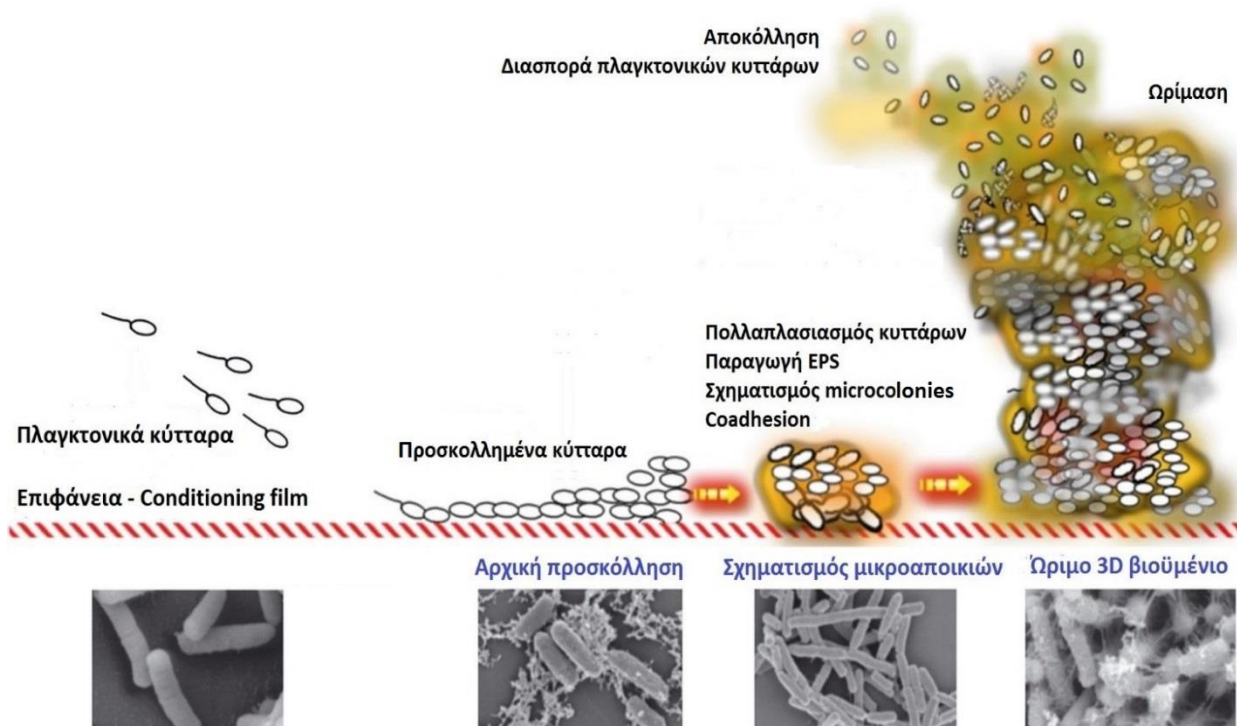 Αποκόλληση
Διασπορά πλαγκτονικών κυττάρων
Ωρίμαση
Πολλαπλασιασμός κυττάρων
Παραγωγή EPS
Σχηματισμός microcolonies
Coadhesion
Πλαγκτονικά κύτταρα
Προσκολλημένα κύτταρα
Επιφάνεια - Conditioning film
Αρχική προσκόλληση
Σχηματισμός μικροαποικιών
Ώριμο 3D βιοϋμένιο